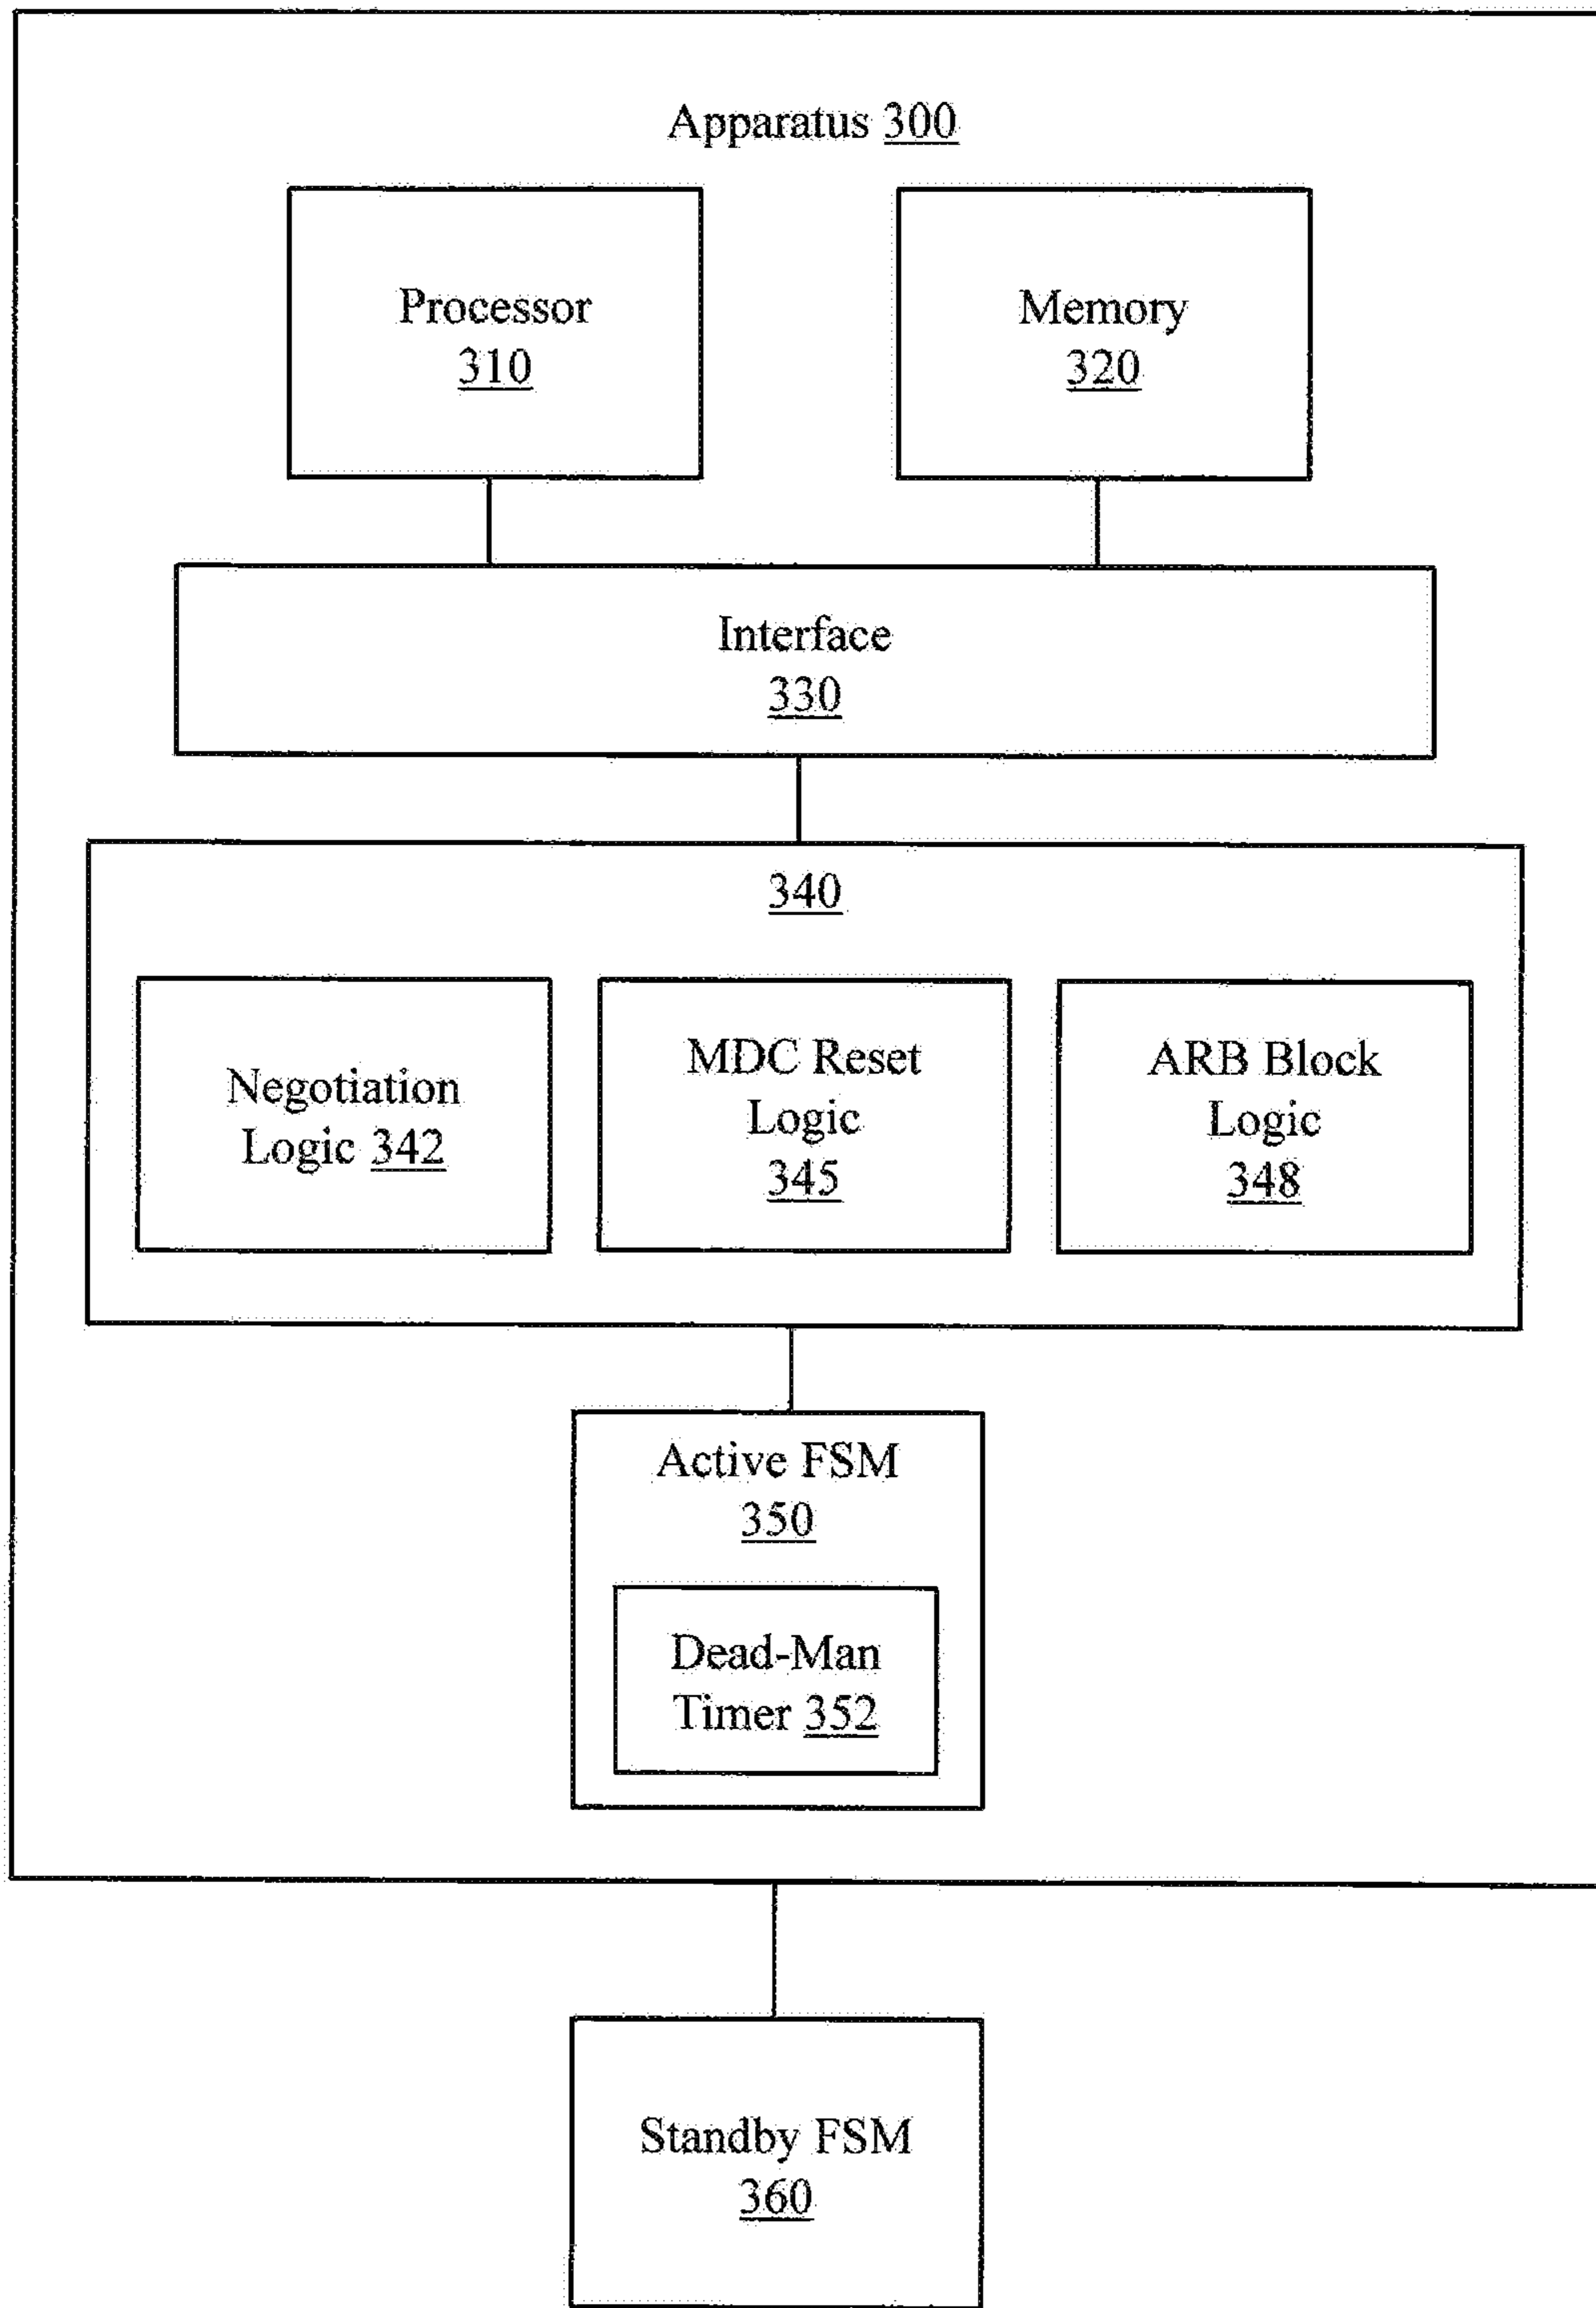 Apparatus 300
Processor
310
Memory
320
Interface
330
340
Negotiation
Logic 342
MDC Reset
Logic
345
ARB Block
Logic
348
Active FSM
350
Dead-Man
Timer 352
Standby FSM
360